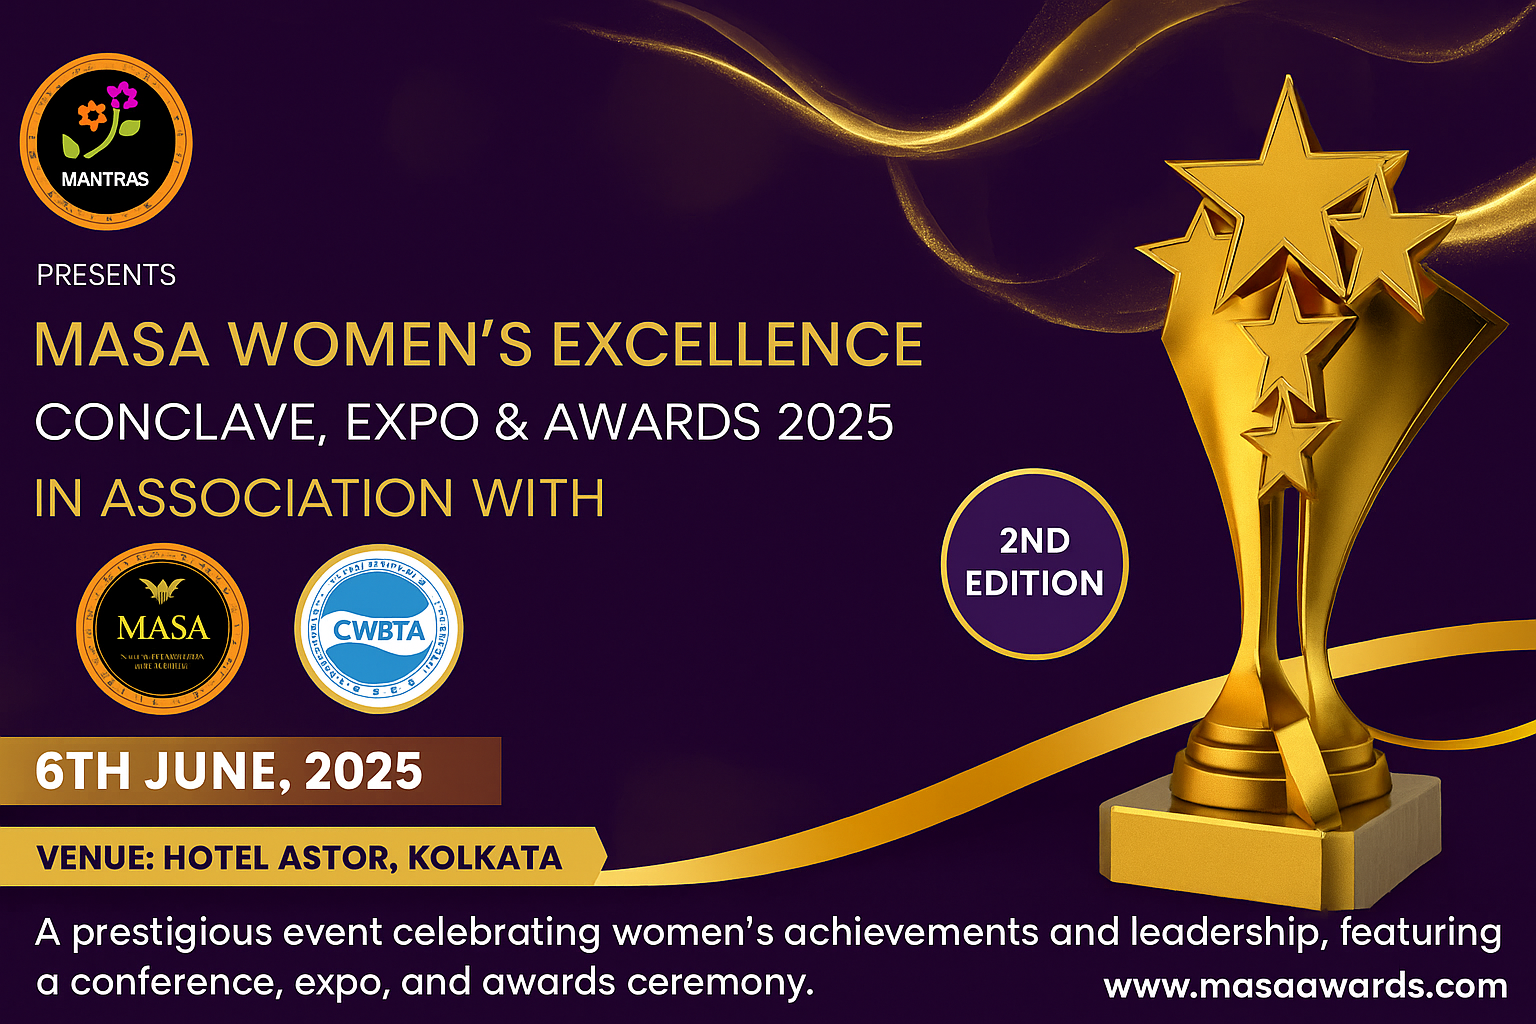 MANTRAS
PRESENTS
MASA WOMEN’S EXCELLENCE
CONCLAVE, EXPO & AWARDS 2025
IN ASSOCIATION WITH
MASA
CWBTA
2ND
EDITION
6TH JUNE, 2025
VENUE: HOTEL ASTOR, KOLKATA
A prestigious event celebrating women’s achievements and leadership, featuring
a conference, expo, and awards ceremony.
www.masaawards.com